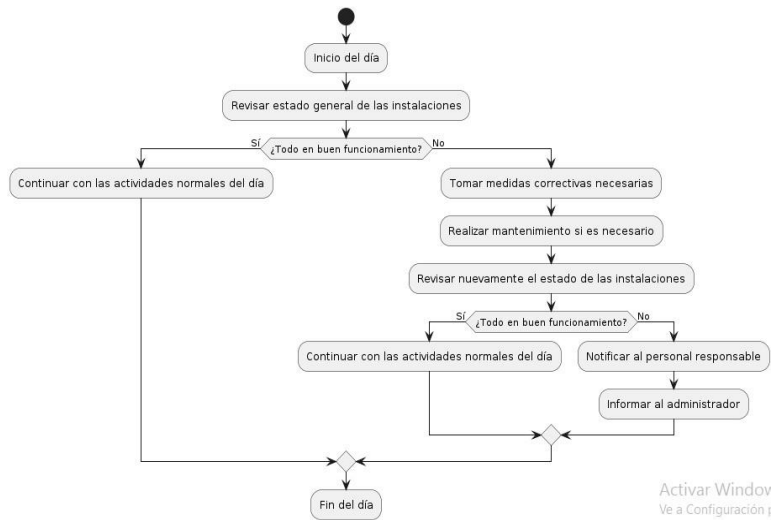 Inicio del día
Revisar estado general de las instalaciones
Sí
¿Todo en buen funcionamiento?
No
Continuar con las actividades normales del día
Tomar medidas correctivas necesarias
Realizar mantenimiento si es necesario
Revisar nuevamente el estado de las instalaciones
Sí
¿Todo en buen funcionamiento?
No
Continuar con las actividades normales del día
Notificar al personal responsable
Informar al administrador
Fin del día
Activar Window
Ve a Configuración p